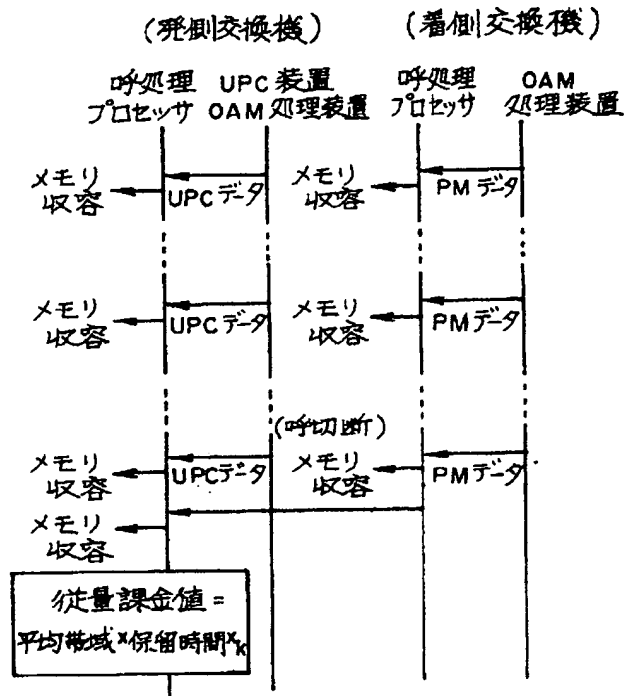 (発側交換機)
(着側交換機)
呼処理
プロセッサ
UPC 装置
OAM 処理装置
呼処理
プロセッサ
OAM
処理装置
メモリ
収容
UPCデータ
メモリ
収容
PMデータ
メモリ
収容
UPCデータ
メモリ
収容
PMデータ
(呼切断)
メモリ
収容
UPCデータ
メモリ
収容
PMデータ
メモリ
収容
従量課金値=
平均帯域×保留時間×k